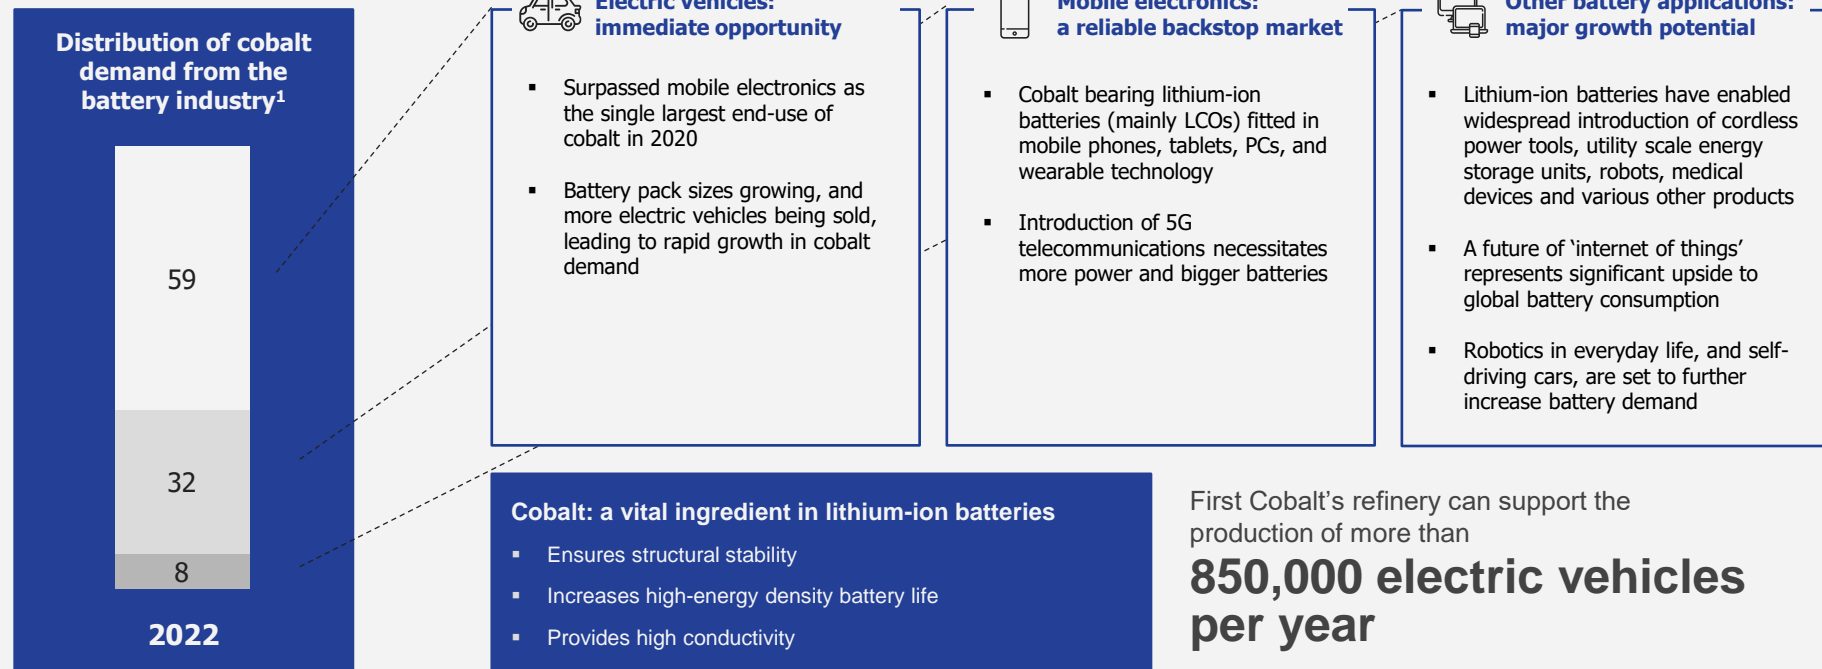 Distribution of cobalt
demand from the
battery industry¹
59
32
8
2022
Electric vehicles:
immediate opportunity
▪ Surpassed mobile electronics as
the single largest end-use of
cobalt in 2020
▪ Battery pack sizes growing, and
more electric vehicles being sold,
leading to rapid growth in cobalt
demand
Mobile electronics:
a reliable backstop market
▪ Cobalt bearing lithium-ion
batteries (mainly LCOs) fitted in
mobile phones, tablets, PCs, and
wearable technology
▪ Introduction of 5G
telecommunications necessitates
more power and bigger batteries
Other battery applications:
major growth potential
▪ Lithium-ion batteries have enabled
widespread introduction of cordless
power tools, utility scale energy
storage units, robots, medical
devices and various other products
▪ A future of ‘internet of things’
represents significant upside to
global battery consumption
▪ Robotics in everyday life, and self-
driving cars, are set to further
increase battery demand
Cobalt: a vital ingredient in lithium-ion batteries
▪ Ensures structural stability
▪ Increases high-energy density battery life
▪ Provides high conductivity
First Cobalt’s refinery can support the
production of more than
850,000 electric vehicles
per year